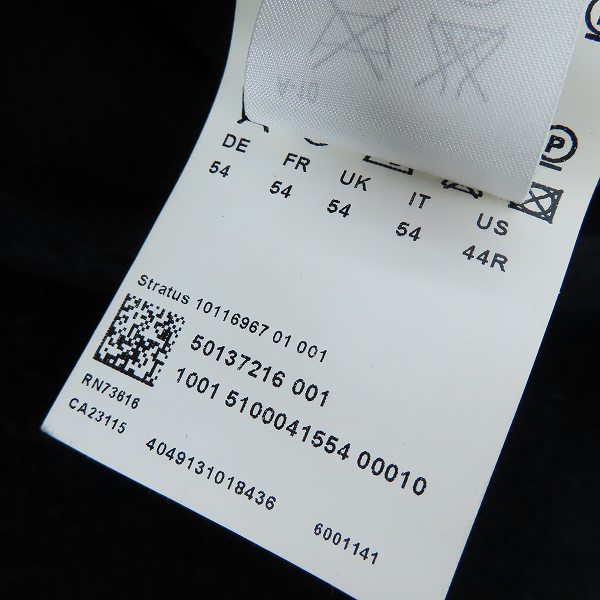 01-A
P
DE FR UK IT US
54 54 54 54 44R
Stratus 10116967 01 001
50137216 001
1001 5100041554 00010
RN73616
CA23115
4049131018436
6001141